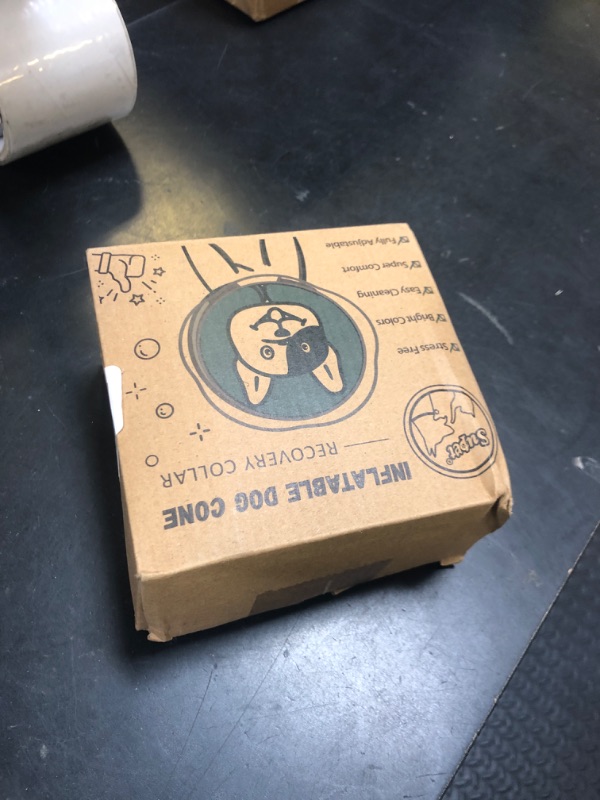 Super®
INFLATABLE DOG CONE
RECOVERY COLLAR
Stress Free
Bright Colors
Easy Cleaning
Super Comfort
Fully Adjustable